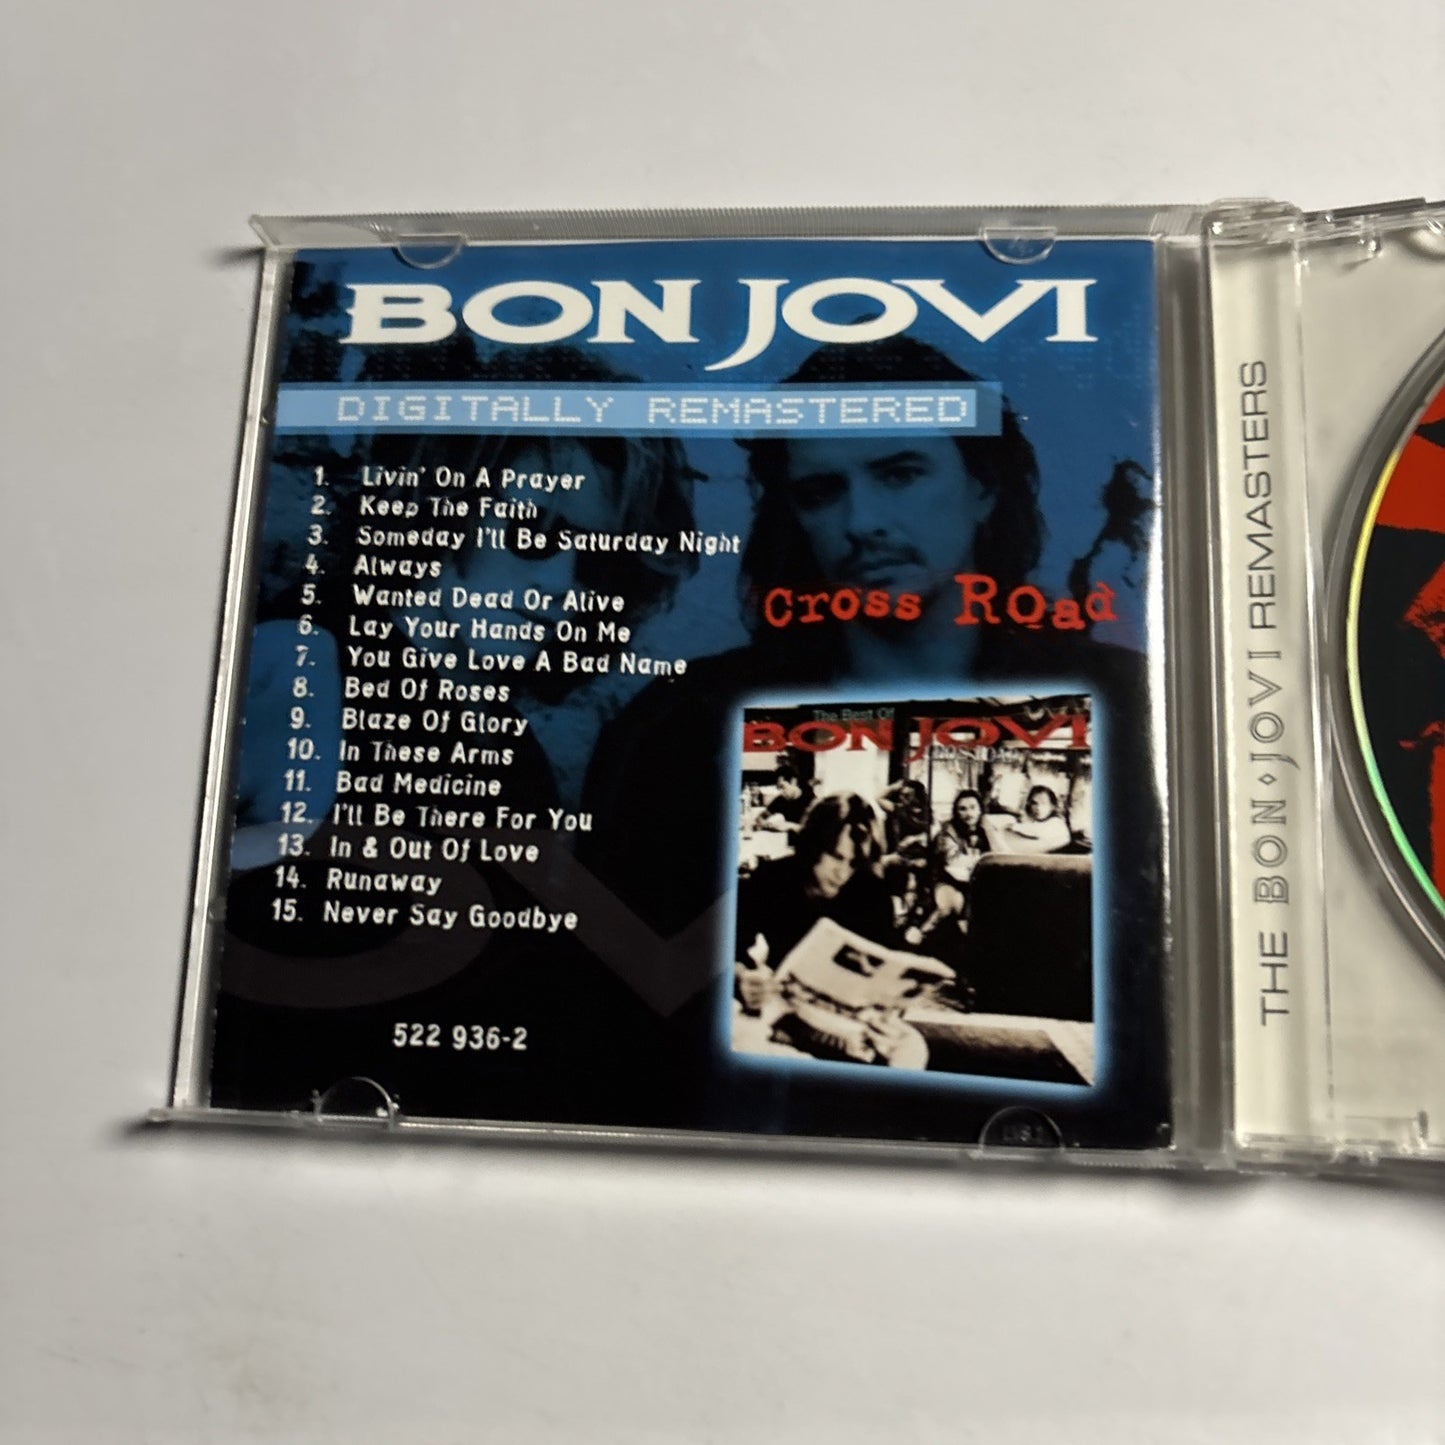 BON JOVI
DIGITALLY REMASTERED
1. Livin' On A Prayer
2. Keep The Faith
3. Someday I'll Be Saturday Night
4. Always
5. Wanted Dead Or Alive
6. Lay Your Hands On Me
7. You Give Love A Bad Name
8. Bed Of Roses
9. Blaze Of Glory
10. In These Arms
11. Bad Medicine
12. I'll Be There For You
13. In & Out Of Love
14. Runaway
15. Never Say Goodbye
522 936-2
Cross Road
The Best Of
BON JOVI
THE BON JOVI REMASTERS